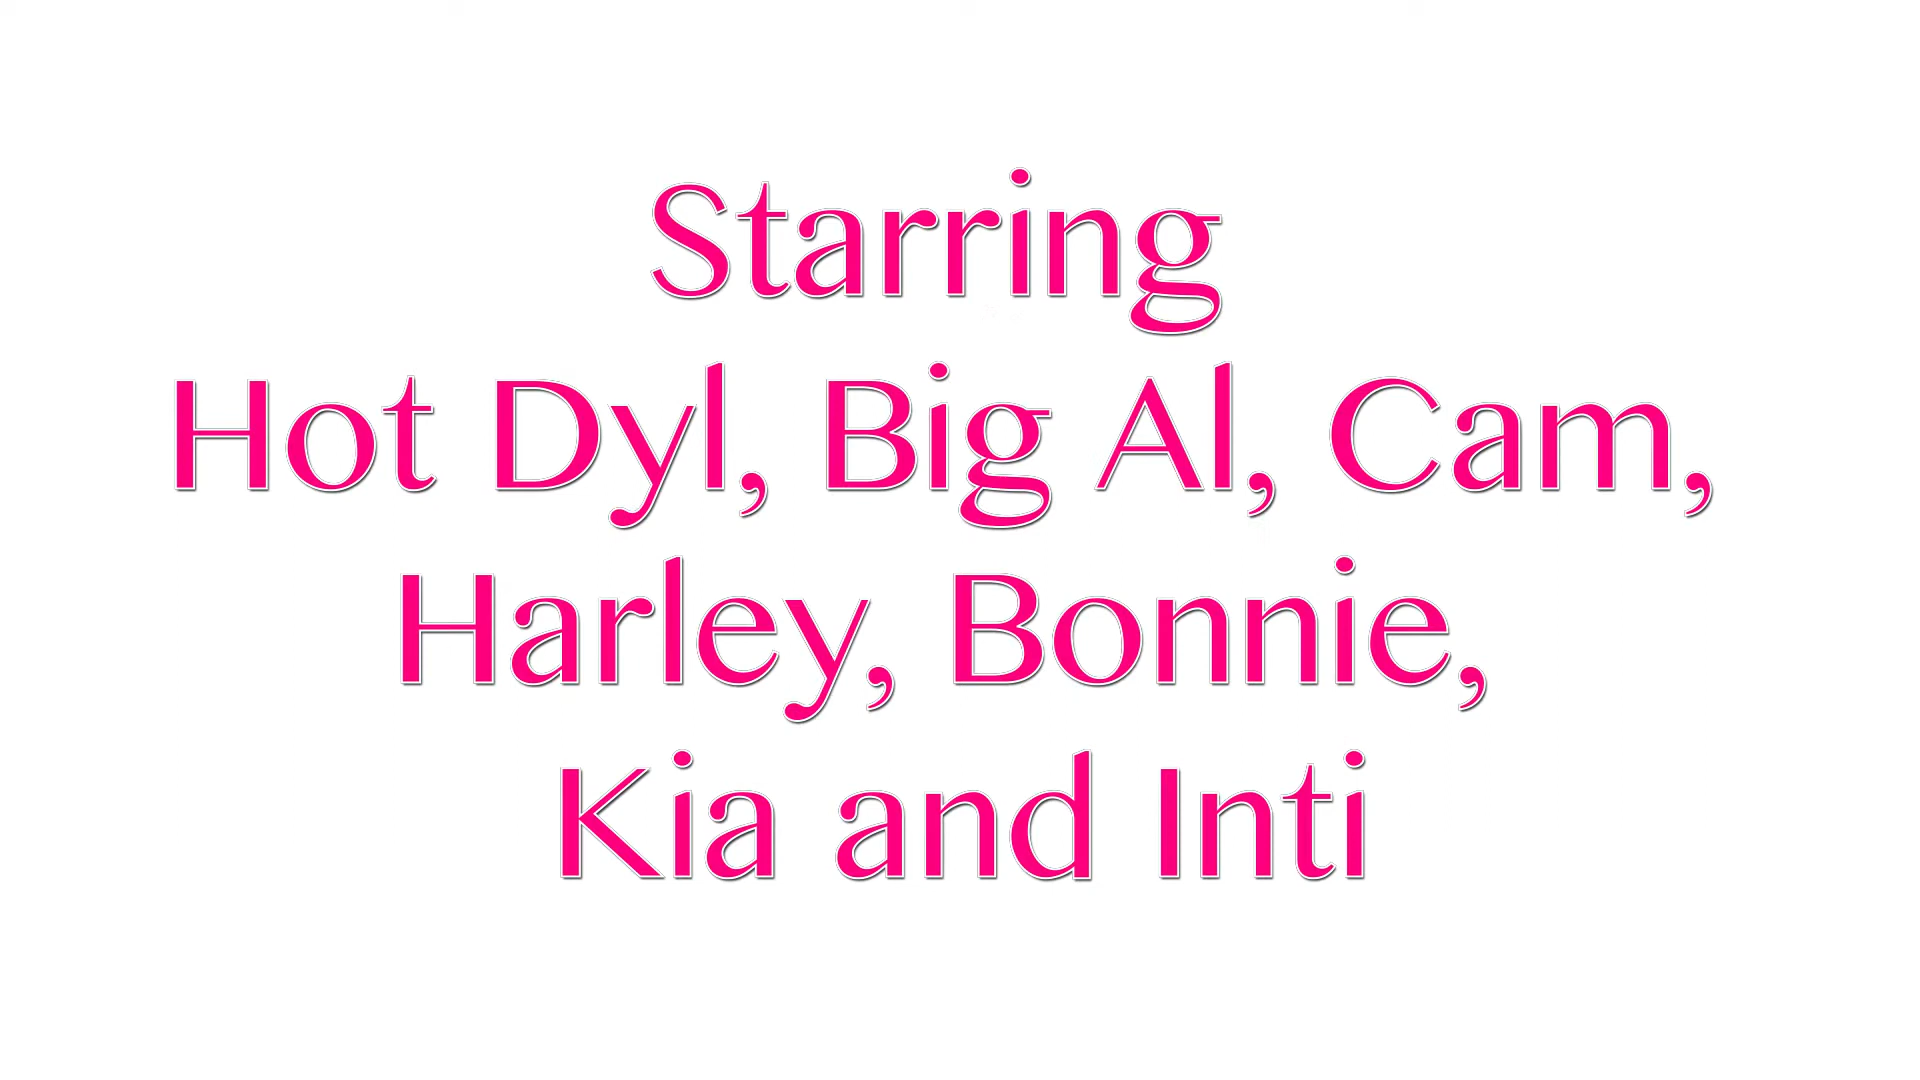 Starring
Hot Dyl, Big Al, Cam,
Harley, Bonnie,
Kia and Inti